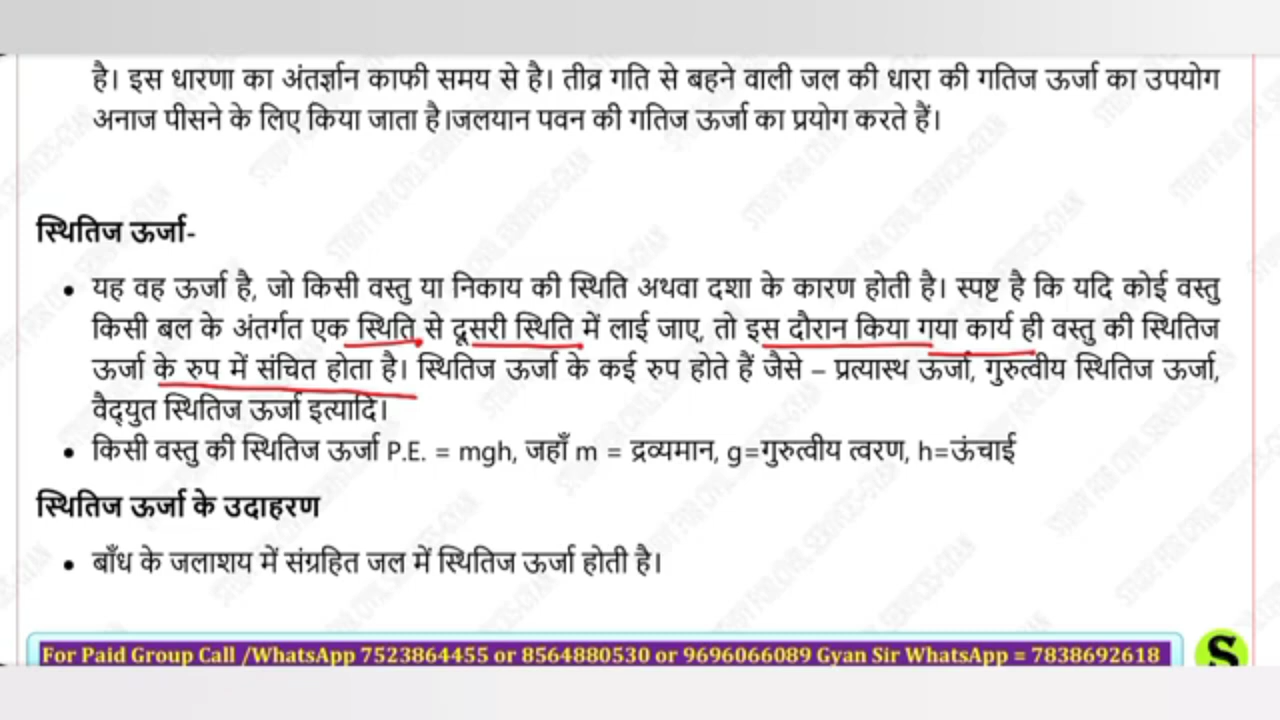 है। इस धारणा का अंतर्ज्ञान काफी समय से है। तीव्र गति से बहने वाली जल की धारा की गतिज ऊर्जा का उपयोग
अनाज पीसने के लिए किया जाता है।जलयान पवन की गतिज ऊर्जा का प्रयोग करते हैं।
स्थितिज ऊर्जा-
• यह वह ऊर्जा है, जो किसी वस्तु या निकाय की स्थिति अथवा दशा के कारण होती है। स्पष्ट है कि यदि कोई वस्तु
किसी बल के अंतर्गत एक स्थिति से दूसरी स्थिति में लाई जाए, तो इस दौरान किया गया कार्य ही वस्तु की स्थितिज
ऊर्जा के रुप में संचित होता है। स्थितिज ऊर्जा के कई रुप होते हैं जैसे – प्रत्यास्थ ऊर्जा, गुरुत्वीय स्थितिज ऊर्जा,
वैद्युत स्थितिज ऊर्जा इत्यादि।
• किसी वस्तु की स्थितिज ऊर्जा P.E. = mgh, जहाँ m = द्रव्यमान, g=गुरुत्वीय त्वरण, h=ऊंचाई
स्थितिज ऊर्जा के उदाहरण
• बाँध के जलाशय में संग्रहित जल में स्थितिज ऊर्जा होती है।
For Paid Group Call /WhatsApp 7523864455 or 8564880530 or 9696066089 Gyan Sir WhatsApp = 7838692618
S